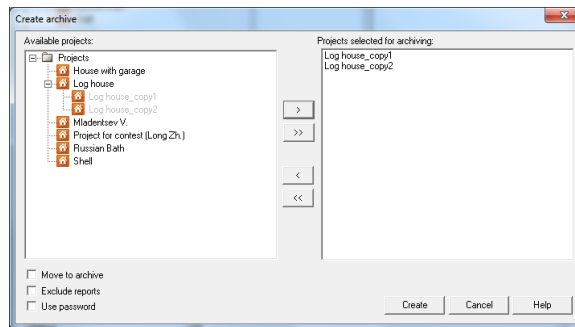 Create archive
Available projects:
Projects
House with garage
Log house
Log house_copy1
Log house_copy2
Mladentsev V.
Project for contest (Long Zh.)
Russian Bath
Shell
>
>>
<
<<
Projects selected for archiving:
Log house_copy1
Log house_copy2
Move to archive
Exclude reports
Use password
Create
Cancel
Help